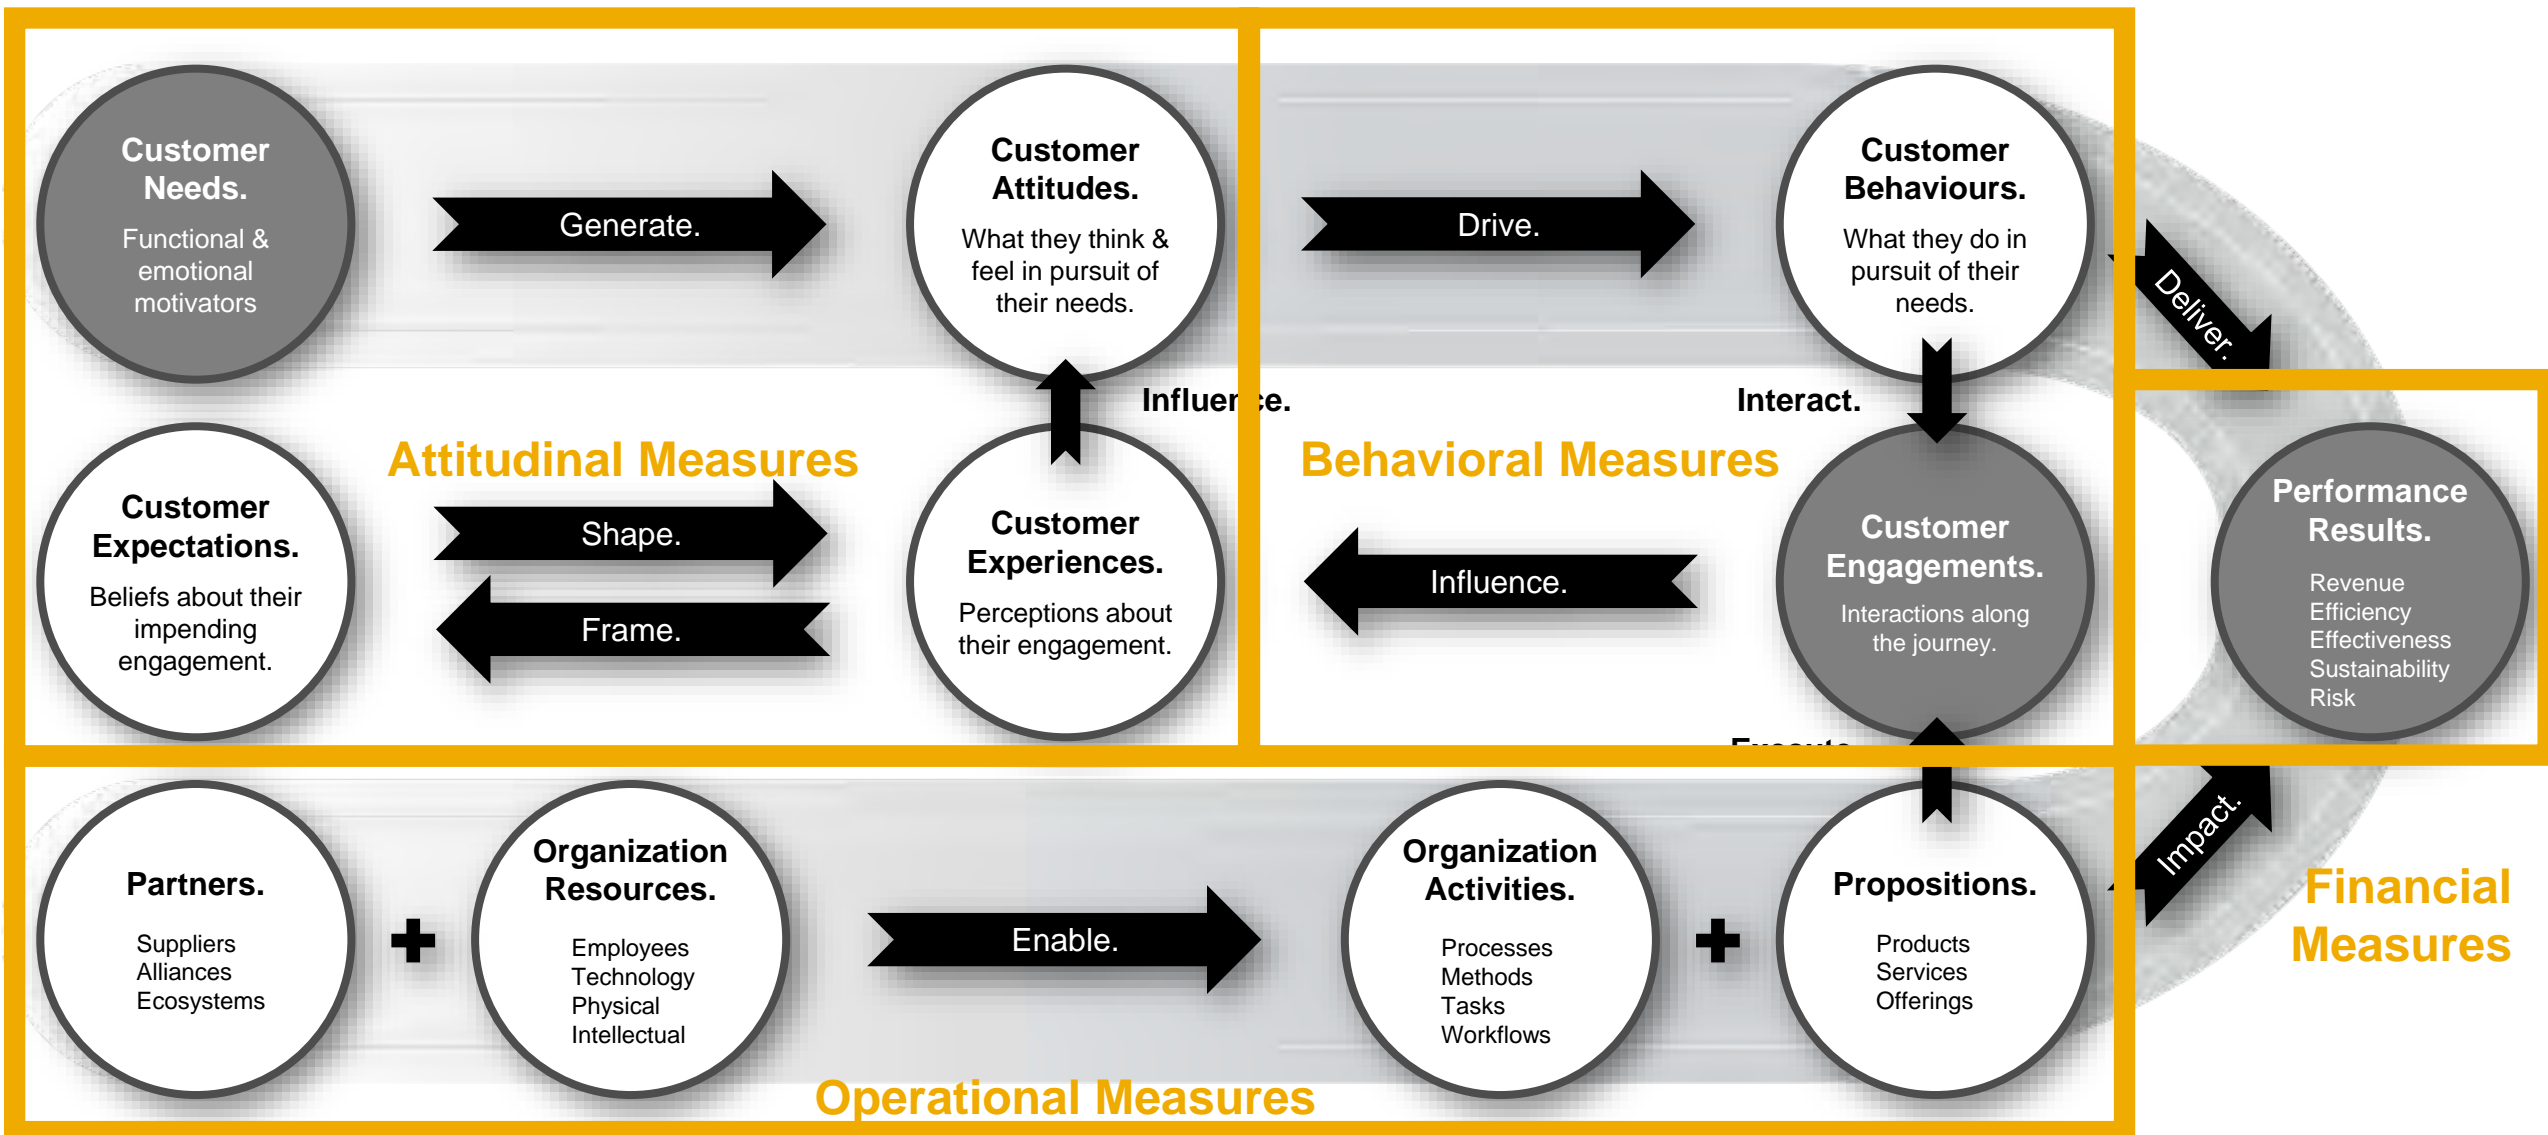 Customer
Needs.
Functional &
emotional
motivators
Generate.
Customer
Attitudes.
What they think &
feel in pursuit of
their needs.
Drive.
Customer
Behaviours.
What they do in
pursuit of their
needs.
Deliver.
Influence.
Interact.
Attitudinal Measures
Behavioral Measures
Customer
Expectations.
Beliefs about their
impending
engagement.
Shape.
Frame.
Customer
Experiences.
Perceptions about
their engagement.
Influence.
Customer
Engagements.
Interactions along
the journey.
Performance
Results.
Revenue
Efficiency
Effectiveness
Sustainability
Risk
Partners.
Suppliers
Alliances
Ecosystems
Organization
Resources.
Employees
Technology
Physical
Intellectual
Enable.
Organization
Activities.
Processes
Methods
Tasks
Workflows
Propositions.
Products
Services
Offerings
Impact.
Financial
Measures
Operational Measures